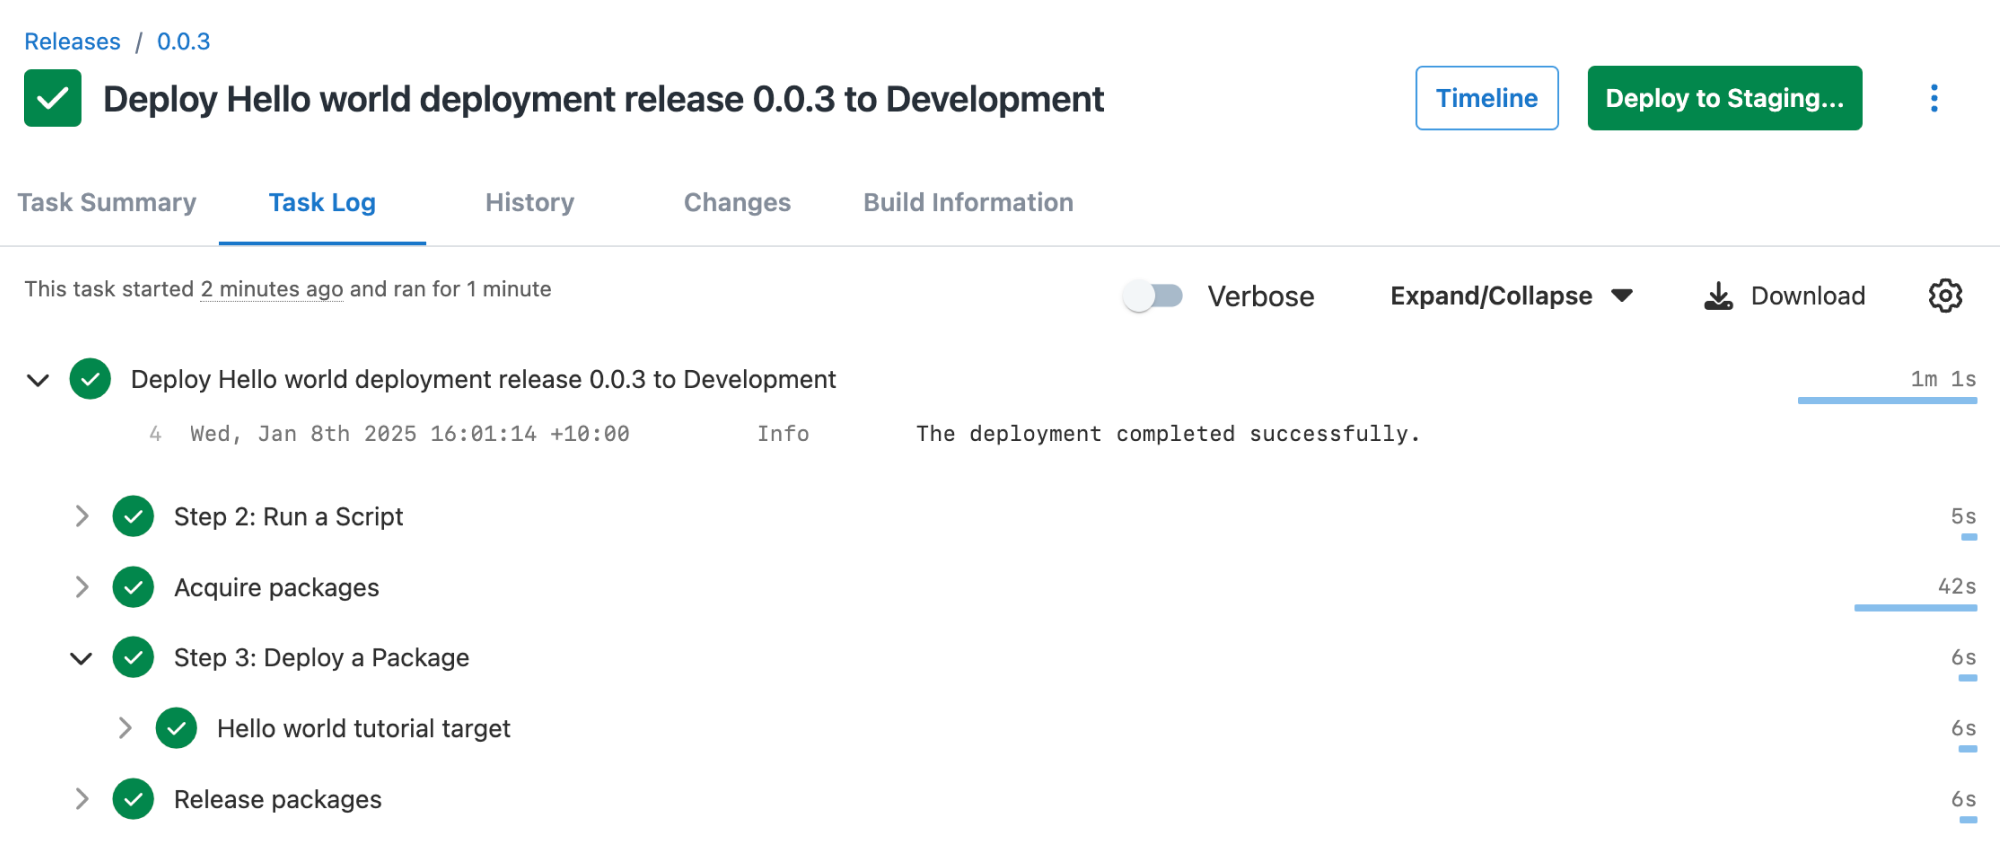 Releases / 0.0.3
Deploy Hello world deployment release 0.0.3 to Development
Timeline
Deploy to Staging...
Task Summary
Task Log
History
Changes
Build Information
This task started 2 minutes ago and ran for 1 minute
Verbose
Expand/Collapse
Download
Deploy Hello world deployment release 0.0.3 to Development 1m 1s
4 Wed, Jan 8th 2025 16:01:14 +10:00 Info The deployment completed successfully.
Step 2: Run a Script 5s
Acquire packages 42s
Step 3: Deploy a Package 6s
Hello world tutorial target 6s
Release packages 6s